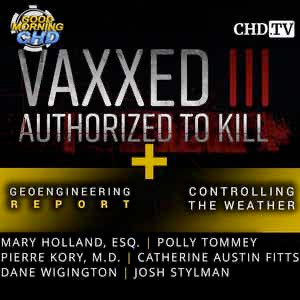 GOOD
MORNING
CHD
CHD TV
VAXXED III
AUTHORIZED TO KILL
+
GEOENGINEERING
REPORT
CONTROLLING
THE WEATHER
MARY HOLLAND, ESQ. | POLLY TOMMEY
PIERRE KORY, M.D. | CATHERINE AUSTIN FITTS
DANE WIGINGTON | JOSH STYLMAN